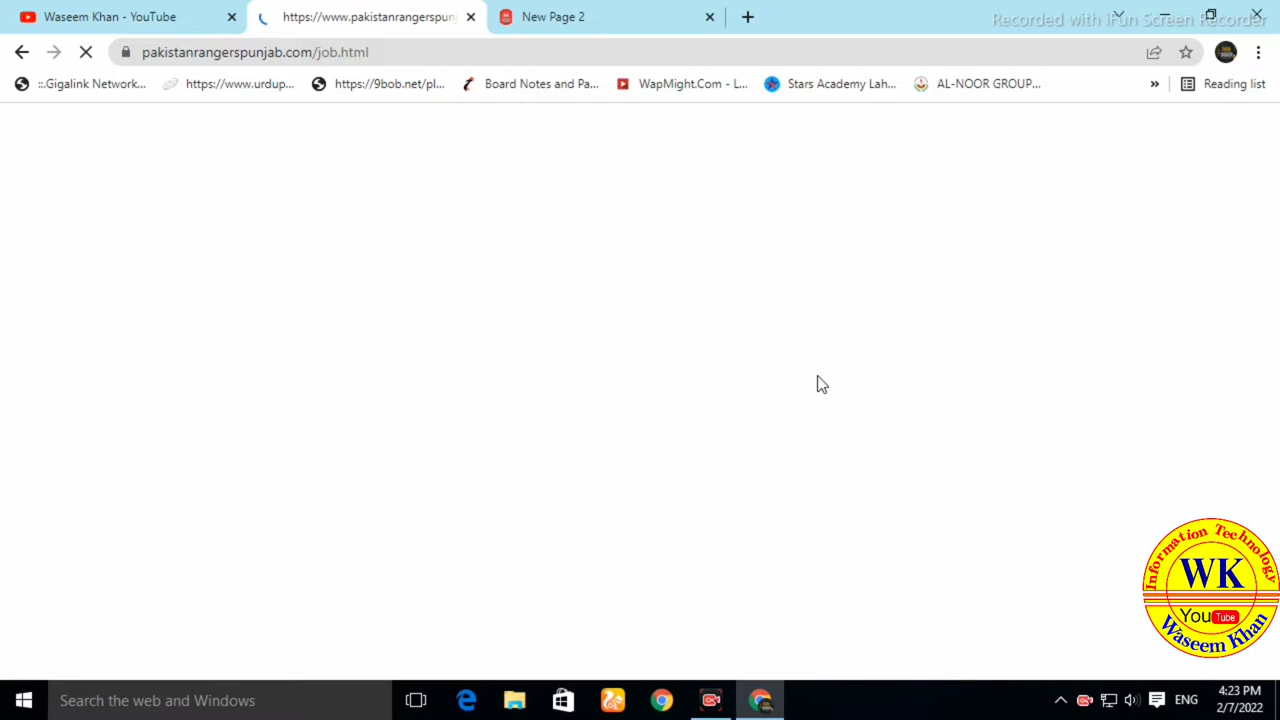 Waseem Khan - YouTube
https://www.pakistanrangerspun
New Page 2
Recorded with iFun Screen Recorder
pakistanrangerspunjab.com/job.html
::.Gigalink Network...
https://www.urdup...
https://9bob.net/pl...
Board Notes and Pa...
WapMight.Com - L...
Stars Academy Lah...
AL-NOOR GROUP...
»
Reading list
Information Technology
WK
YouTube
Waseem Khan
Search the web and Windows
ENG
4:23 PM
2/7/2022